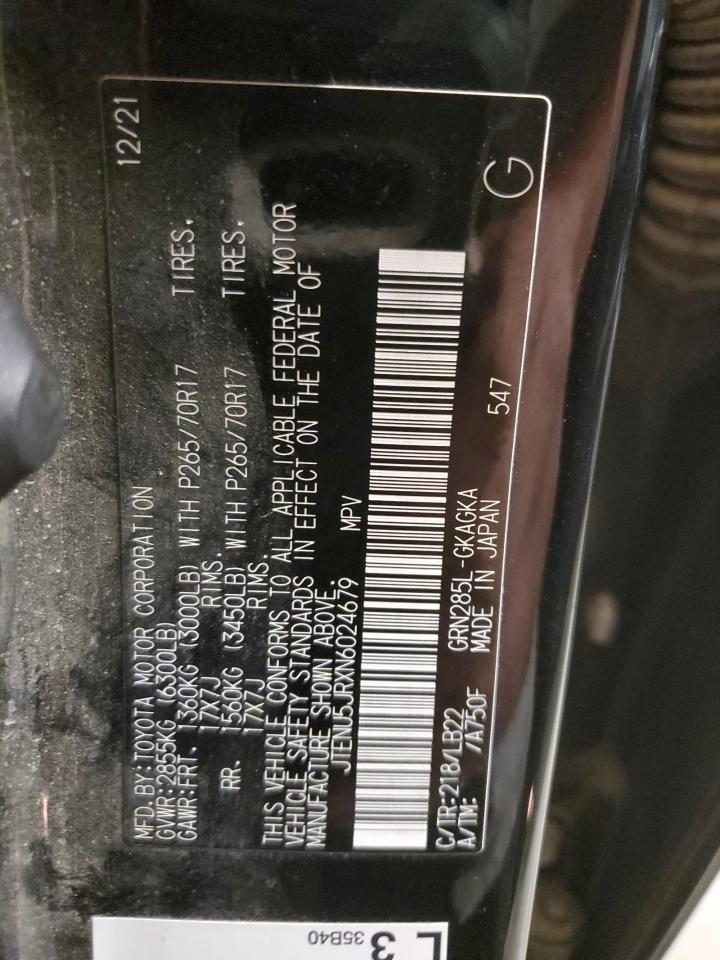 MFD. BY: TOYOTA MOTOR CORPORATION 12/21
GVWR: 2855KG (6300LB)
GAWR: FRT. 1360KG (3000LB) WITH P265/70R17 TIRES.
17X7J RIMS.
RR. 1560KG (3450LB) WITH P265/70R17 TIRES.
17X7J RIMS.
THIS VEHICLE CONFORMS TO ALL APPLICABLE FEDERAL MOTOR
VEHICLE SAFETY STANDARDS IN EFFECT ON THE DATE OF
MANUFACTURE SHOWN ABOVE.
JTENU5JRXN6024679 MPV
C/TR: 218/LB22 GRN285L-GKAGKA
A/TM: /A750F MADE IN JAPAN 547 G
L 3
35B40